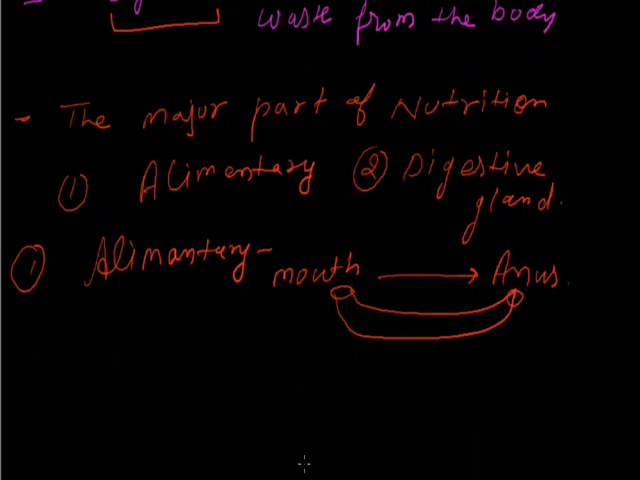 waste from the body
- The major part of Nutrition
① Alimentary ② Digestive
gland.
① Alimantary - mouth → Anus.